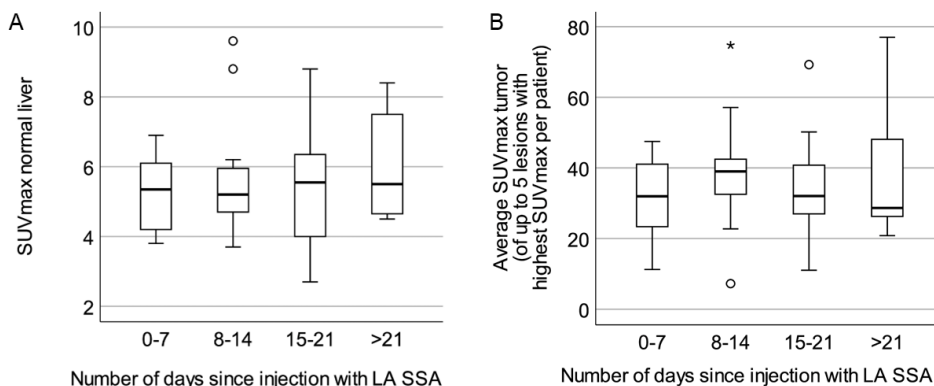 A
SUVmax normal liver
10
8
6
4
2
0-7 8-14 15-21 >21
Number of days since injection with LA SSA
B
Average SUVmax tumor
(of up to 5 lesions with
highest SUVmax per patient)
80
60
40
20
0
*
0-7 8-14 15-21 >21
Number of days since injection with LA SSA